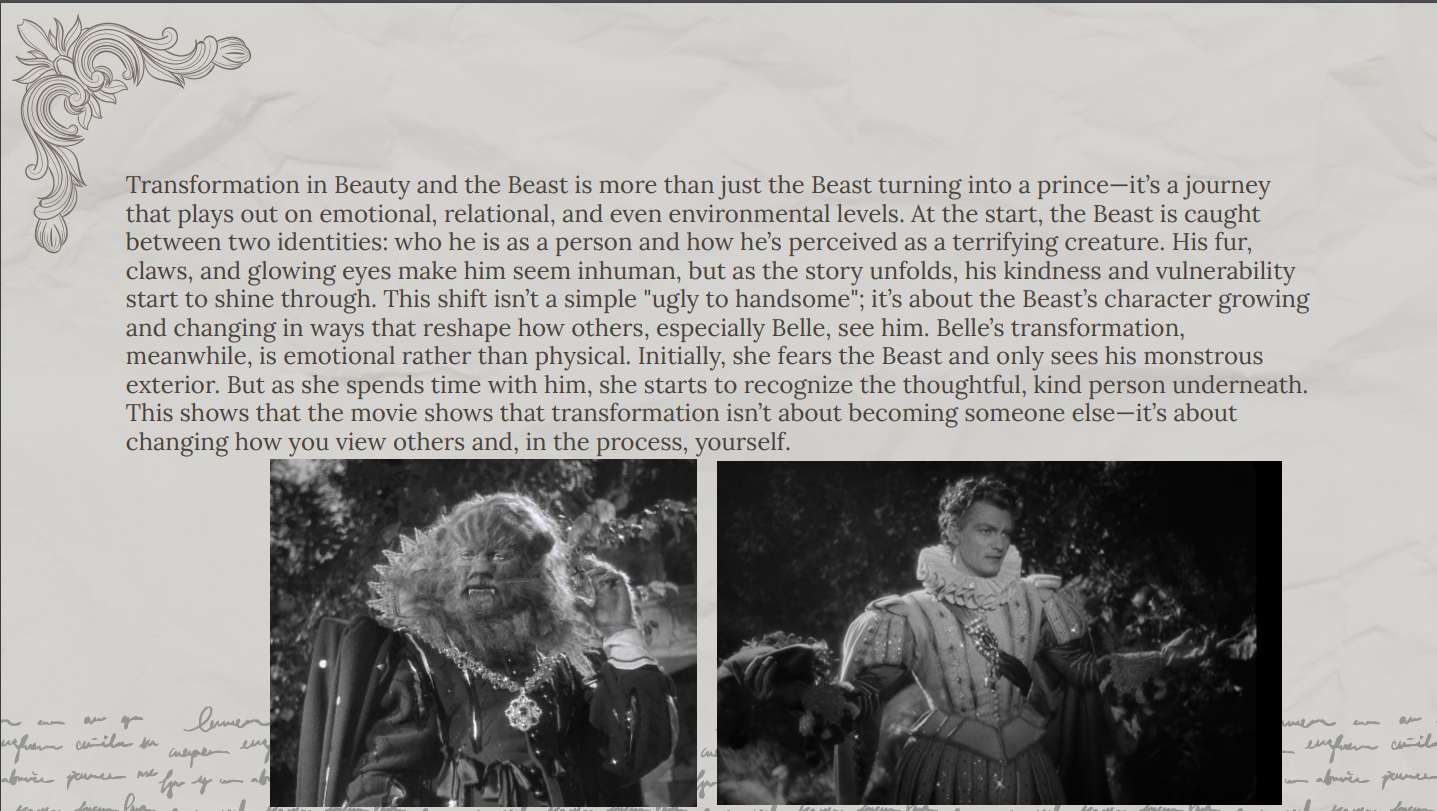 Transformation in Beauty and the Beast is more than just the Beast turning into a prince—it’s a journey
that plays out on emotional, relational, and even environmental levels. At the start, the Beast is caught
between two identities: who he is as a person and how he’s perceived as a terrifying creature. His fur,
claws, and glowing eyes make him seem inhuman, but as the story unfolds, his kindness and vulnerability
start to shine through. This shift isn’t a simple "ugly to handsome"; it’s about the Beast’s character growing
and changing in ways that reshape how others, especially Belle, see him. Belle’s transformation,
meanwhile, is emotional rather than physical. Initially, she fears the Beast and only sees his monstrous
exterior. But as she spends time with him, she starts to recognize the thoughtful, kind person underneath.
This shows that the movie shows that transformation isn’t about becoming someone else—it’s about
changing how you view others and, in the process, yourself.